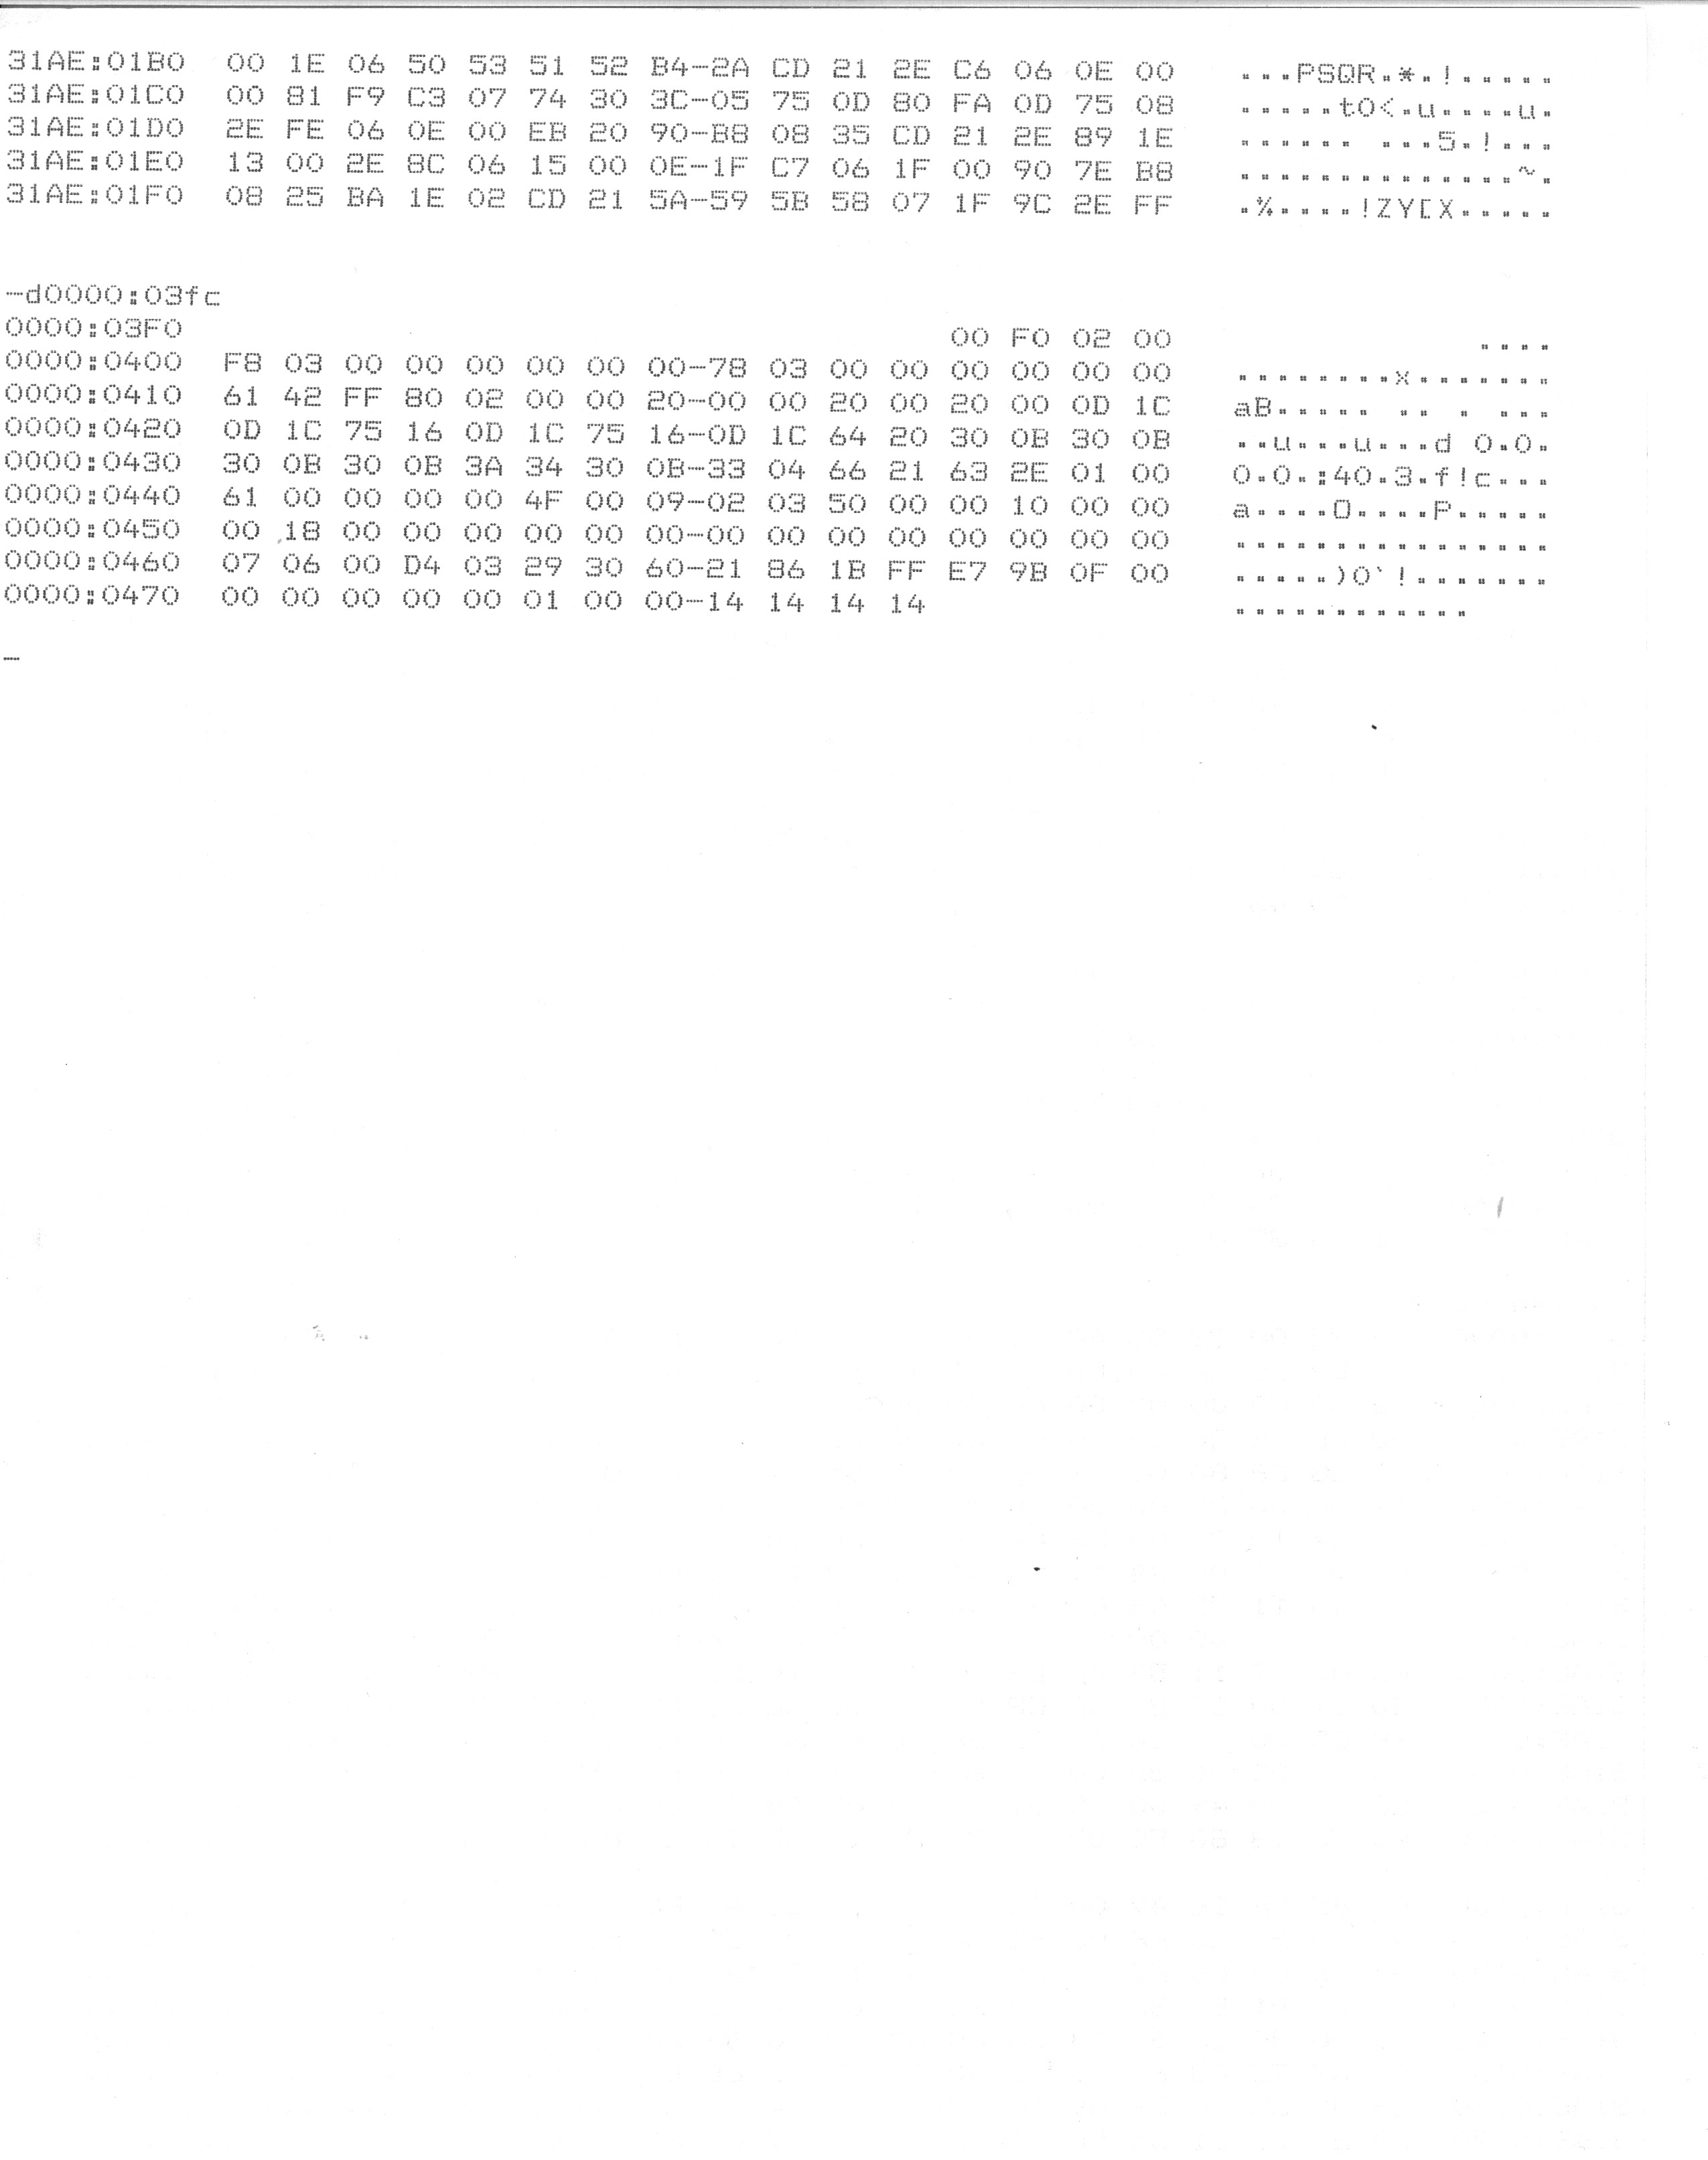 31AE:01B0  00 1E 06 50 53 51 52 B4-2A CD 21 2E C6 06 0E 00   ...PSQR.*.!.....
31AE:01C0  00 81 F9 C3 07 74 30 3C-05 75 0D 80 FA 0D 75 08   .....t0<.u....u.
31AE:01D0  2E FE 06 0E 00 EB 20 90-B8 08 35 CD 21 2E 89 1E   ...... ...5.!...
31AE:01E0  13 00 2E 8C 06 15 00 0E-1F C7 06 1F 00 90 7E B8   ..............~.
31AE:01F0  08 25 BA 1E 02 CD 21 5A-59 5B 58 07 1F 9C 2E FF   .%....!ZY[X.....
-d0000:03fc
0000:03F0                                      00 F0 02 00               ....
0000:0400  F8 03 00 00 00 00 00 00-78 03 00 00 00 00 00 00   ........x.......
0000:0410  61 42 FF 80 02 00 00 20-00 00 20 00 20 00 0D 1C   aB..... .. . ...
0000:0420  0D 1C 75 16 0D 1C 75 16-0D 1C 64 20 30 0B 30 0B   ..u...u...d 0.0.
0000:0430  30 0B 30 0B 3A 34 30 0B-33 04 66 21 63 2E 01 00   0.0.:40.3.f!c...
0000:0440  61 00 00 00 00 4F 00 09-02 03 50 00 00 10 00 00   a....O....P.....
0000:0450  00 18 00 00 00 00 00 00-00 00 00 00 00 00 00 00   ................
0000:0460  07 06 00 D4 03 29 30 60-21 86 1B FF E7 9B 0F 00   .....)0`!.......
0000:0470  00 00 00 00 00 01 00 00-14 14 14 14               ............
-